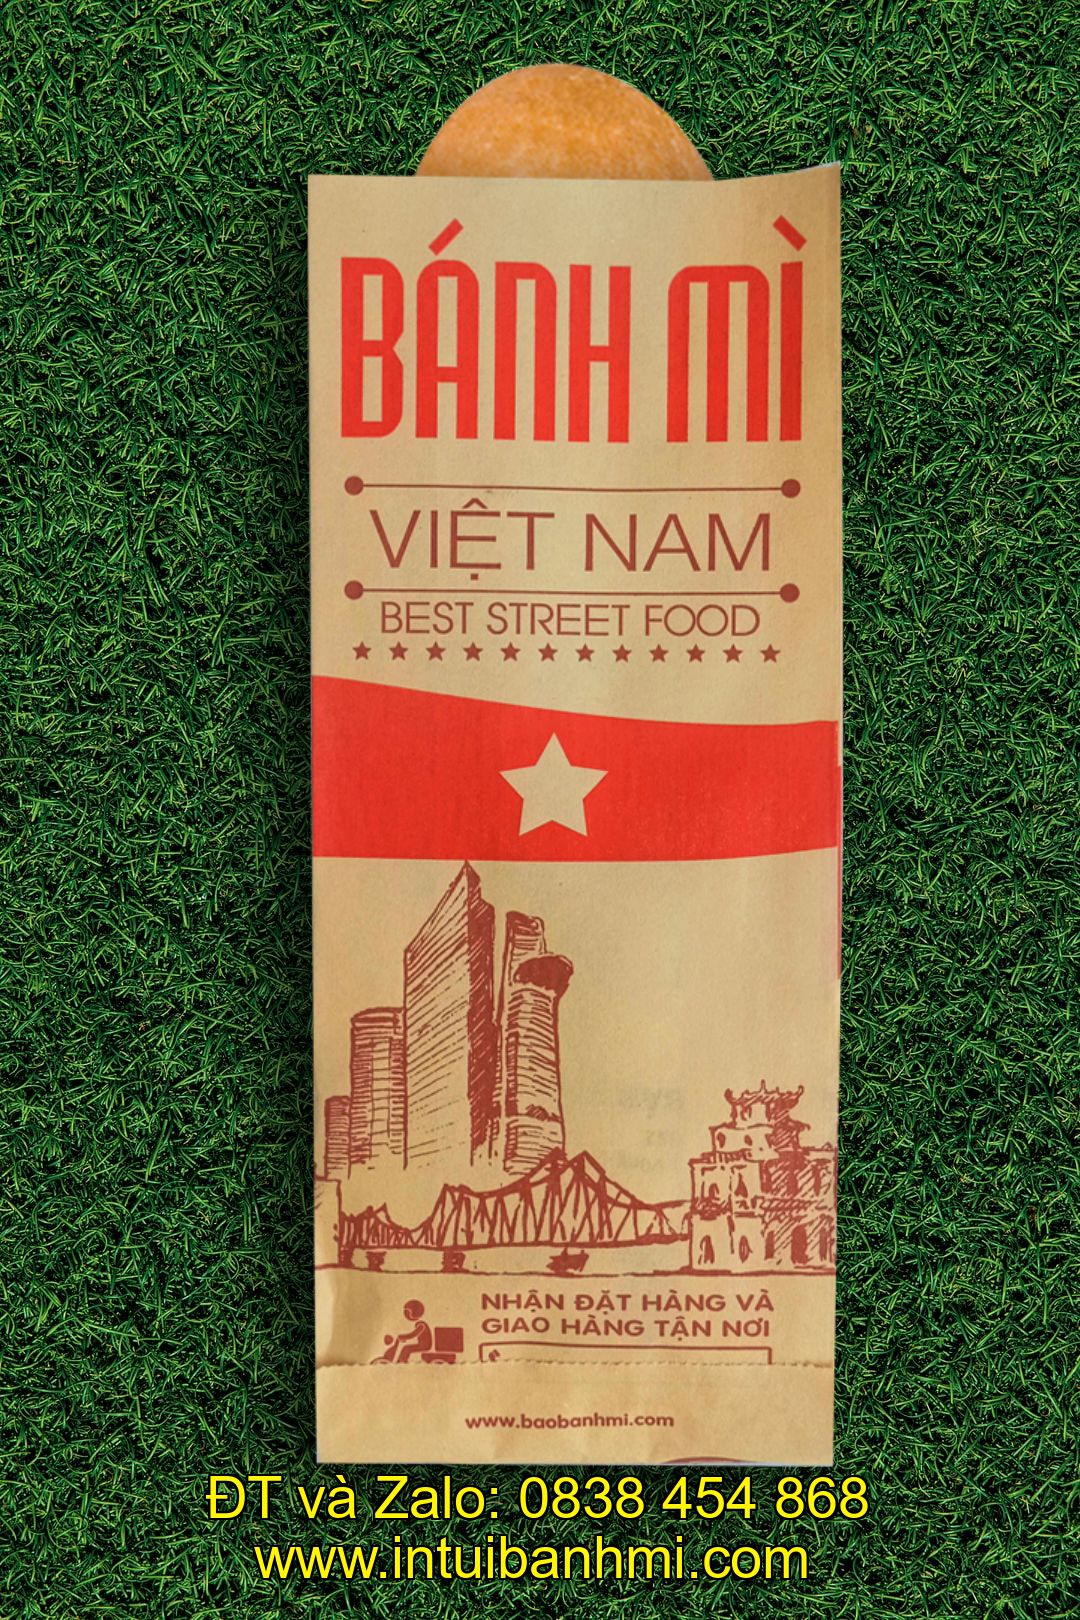 BÁNH MÌ
VIỆT NAM
BEST STREET FOOD
NHẬN ĐẶT HÀNG VÀ
GIAO HÀNG TẬN NƠI
www.baobanhmi.com
ĐT và Zalo: 0838 454 868
www.intuibanhmi.com